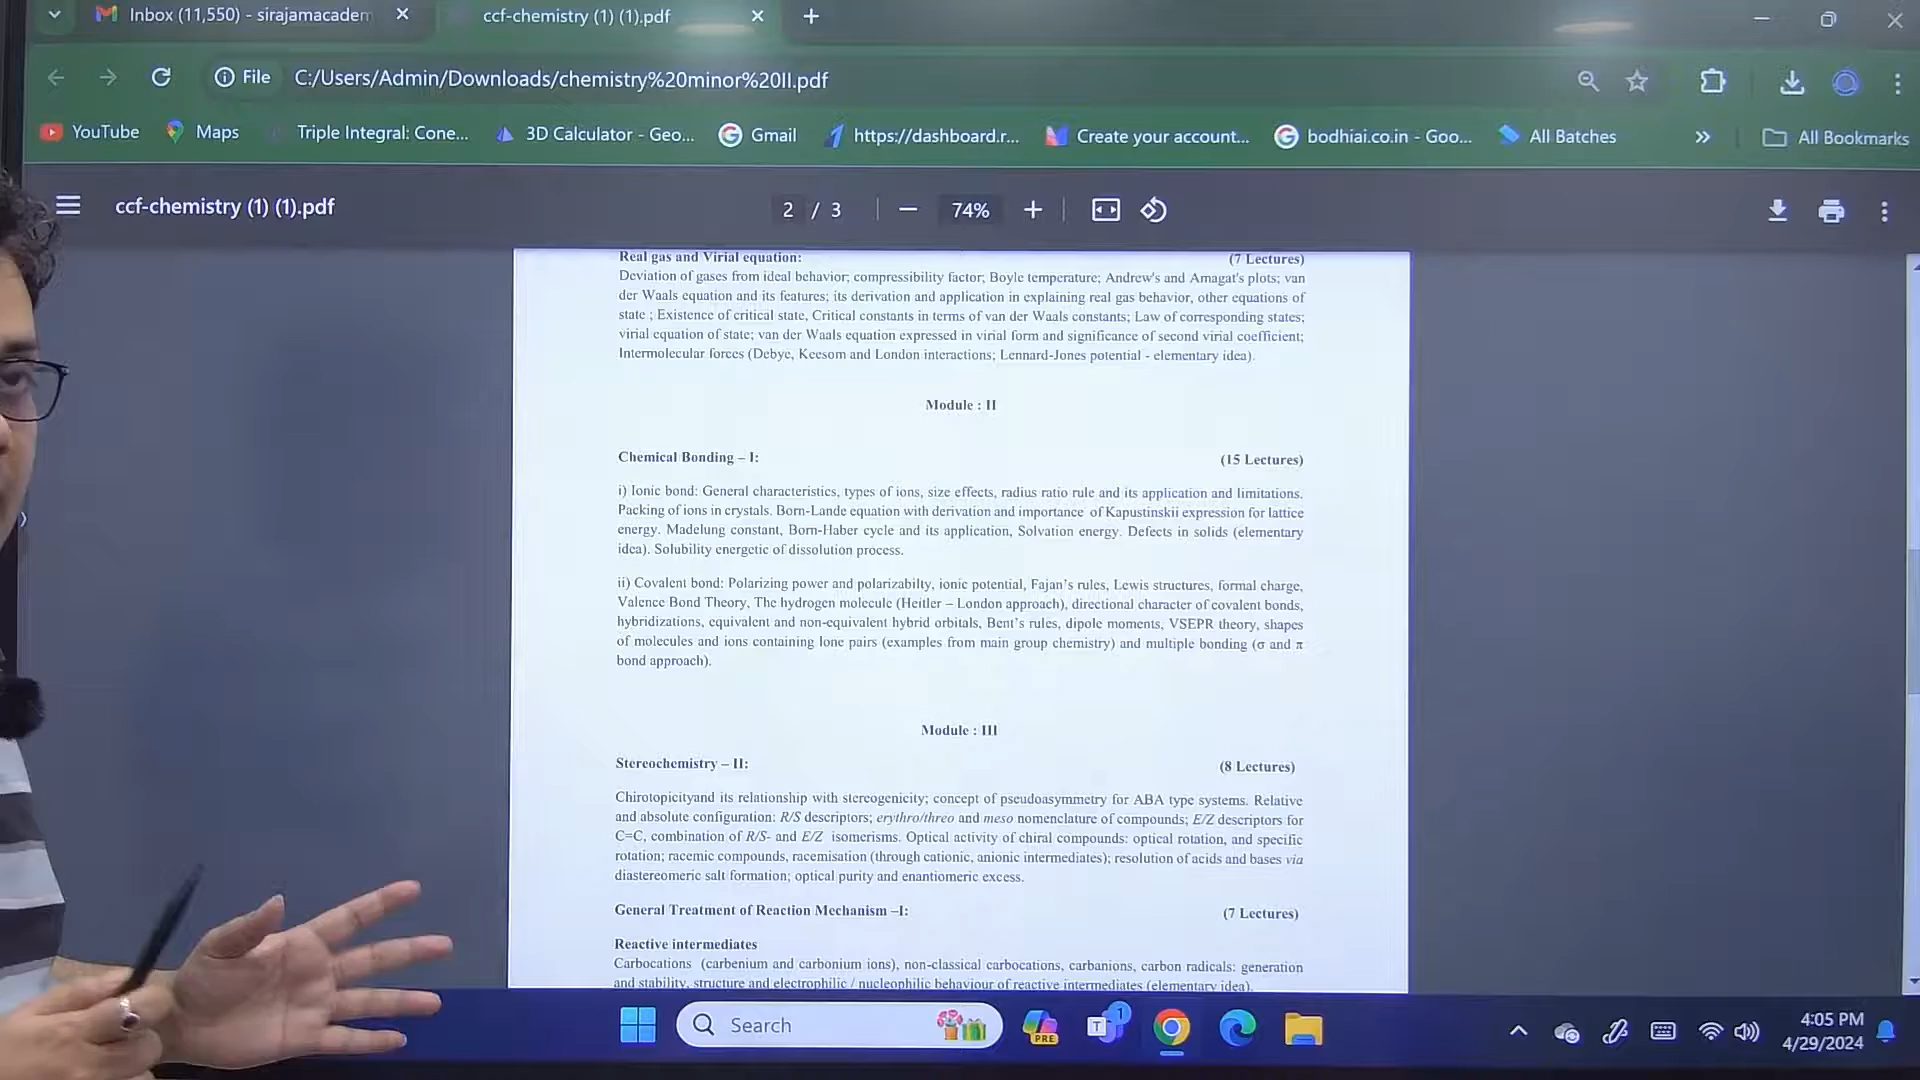 Inbox (11,550) - sirajamacadem
ccf-chemistry (1) (1).pdf
File
C:/Users/Admin/Downloads/chemistry%20minor%20II.pdf
YouTube
Maps
Triple Integral: Cone...
3D Calculator - Geo...
Gmail
https://dashboard.r...
Create your account...
bodhiai.co.in - Goo...
All Batches
»
All Bookmarks
ccf-chemistry (1) (1).pdf
2 / 3
74%
Real gas and Virial equation: (7 Lectures)
Deviation of gases from ideal behavior; compressibility factor; Boyle temperature; Andrew's and Amagat's plots; van
der Waals equation and its features; its derivation and application in explaining real gas behavior, other equations of
state ; Existence of critical state, Critical constants in terms of van der Waals constants; Law of corresponding states;
virial equation of state; van der Waals equation expressed in virial form and significance of second virial coefficient;
Intermolecular forces (Debye, Keesom and London interactions; Lennard-Jones potential - elementary idea).
Module : II
Chemical Bonding – I: (15 Lectures)
i) Ionic bond: General characteristics, types of ions, size effects, radius ratio rule and its application and limitations.
Packing of ions in crystals. Born-Lande equation with derivation and importance of Kapustinskii expression for lattice
energy. Madelung constant, Born-Haber cycle and its application, Solvation energy. Defects in solids (elementary
idea). Solubility energetic of dissolution process.
ii) Covalent bond: Polarizing power and polarizabilty, ionic potential, Fajan's rules, Lewis structures, formal charge,
Valence Bond Theory, The hydrogen molecule (Heitler – London approach), directional character of covalent bonds,
hybridizations, equivalent and non-equivalent hybrid orbitals, Bent's rules, dipole moments, VSEPR theory, shapes
of molecules and ions containing lone pairs (examples from main group chemistry) and multiple bonding (σ and π
bond approach).
Module : III
Stereochemistry – II: (8 Lectures)
Chirotopicityand its relationship with stereogenicity; concept of pseudoasymmetry for ABA type systems. Relative
and absolute configuration: R/S descriptors; erythro/threo and meso nomenclature of compounds; E/Z descriptors for
C=C, combination of R/S- and E/Z isomerisms. Optical activity of chiral compounds: optical rotation, and specific
rotation; racemic compounds, racemisation (through cationic, anionic intermediates); resolution of acids and bases via
diastereomeric salt formation; optical purity and enantiomeric excess.
General Treatment of Reaction Mechanism –I: (7 Lectures)
Reactive intermediates
Carbocations (carbenium and carbonium ions), non-classical carbocations, carbanions, carbon radicals: generation
and stability, structure and electrophilic / nucleophilic behaviour of reactive intermediates (elementary idea).
Search
PRE
T
1
4:05 PM
4/29/2024